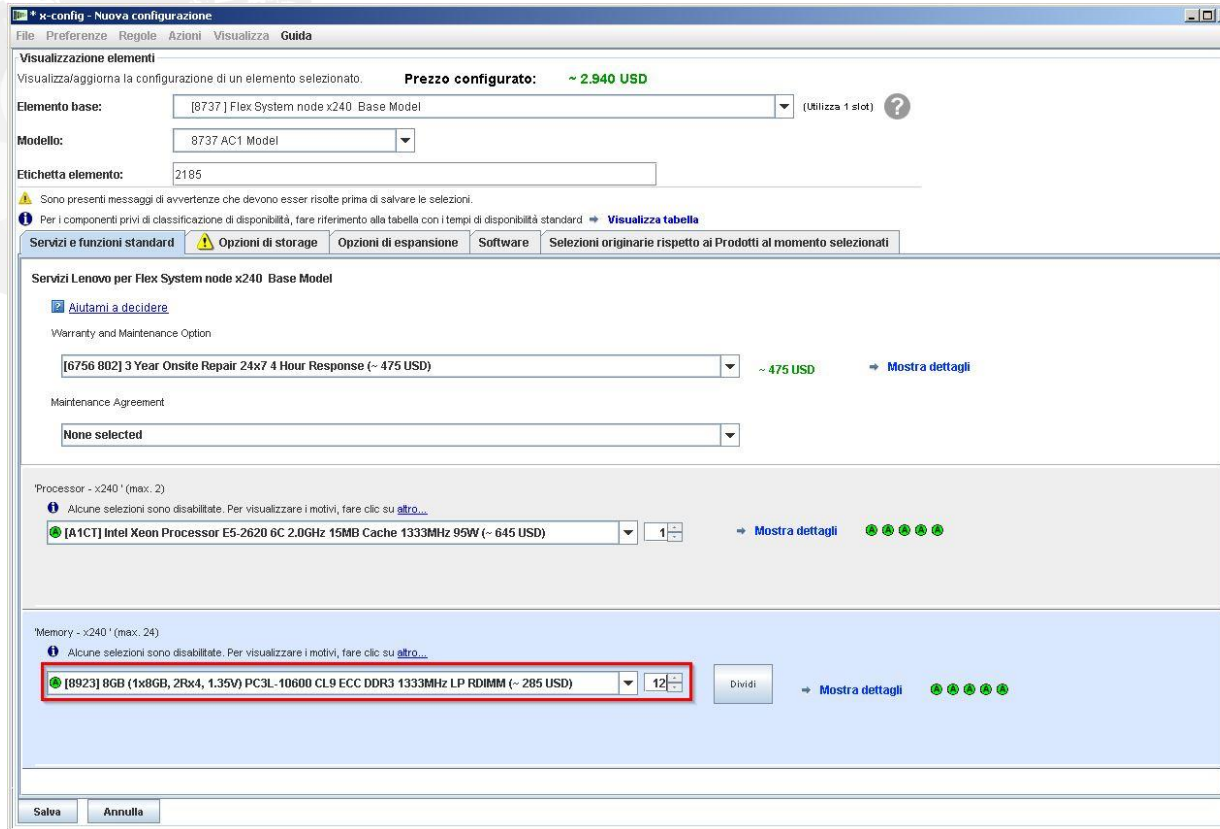 * x-config - Nuova configurazione
File Preferenze Regole Azioni Visualizza Guida
Visualizzazione elementi
Visualizza/aggiorna la configurazione di un elemento selezionato. Prezzo configurato: ~ 2.940 USD
Elemento base: [8737 ] Flex System node x240 Base Model (Utilizza 1 slot) ?
Modello: 8737 AC1 Model
Etichetta elemento: 2185
Sono presenti messaggi di avvertenze che devono esser risolte prima di salvare le selezioni.
Per i componenti privi di classificazione di disponibilità, fare riferimento alla tabella con i tempi di disponibilità standard Visualizza tabella
Servizi e funzioni standard Opzioni di storage Opzioni di espansione Software Selezioni originarie rispetto ai Prodotti al momento selezionati
Servizi Lenovo per Flex System node x240 Base Model
? Aiutami a decidere
Warranty and Maintenance Option
[6756 802] 3 Year Onsite Repair 24x7 4 Hour Response (~ 475 USD) ~ 475 USD Mostra dettagli
Maintenance Agreement
None selected
'Processor - x240 ' (max. 2)
Alcune selezioni sono disabilitate. Per visualizzare i motivi, fare clic su altro...
A [A1CT] Intel Xeon Processor E5-2620 6C 2.0GHz 15MB Cache 1333MHz 95W (~ 645 USD) 1 Mostra dettagli A A A A A
'Memory - x240 ' (max. 24)
Alcune selezioni sono disabilitate. Per visualizzare i motivi, fare clic su altro...
A [8923] 8GB (1x8GB, 2Rx4, 1.35V) PC3L-10600 CL9 ECC DDR3 1333MHz LP RDIMM (~ 285 USD) 12 Dividi Mostra dettagli A A A A A
Salva Annulla